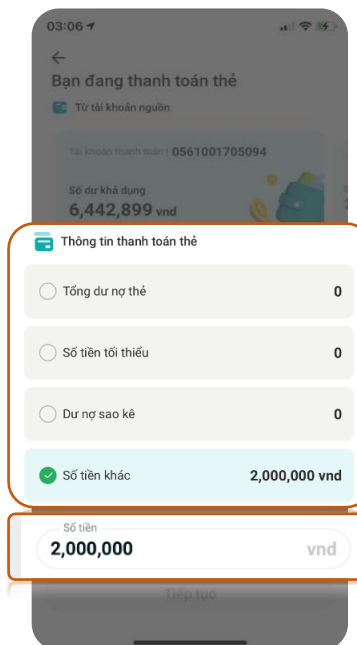 03:06
Bạn đang thanh toán thẻ
Từ tài khoản nguồn
Tài khoản thanh toán | 0561001705094
Số dư khả dụng
6,442,899 vnd
Thông tin thanh toán thẻ
Tổng dư nợ thẻ 0
Số tiền tối thiểu 0
Dư nợ sao kê 0
Số tiền khác 2,000,000 vnd
Số tiền
2,000,000 vnd
Tiếp tục